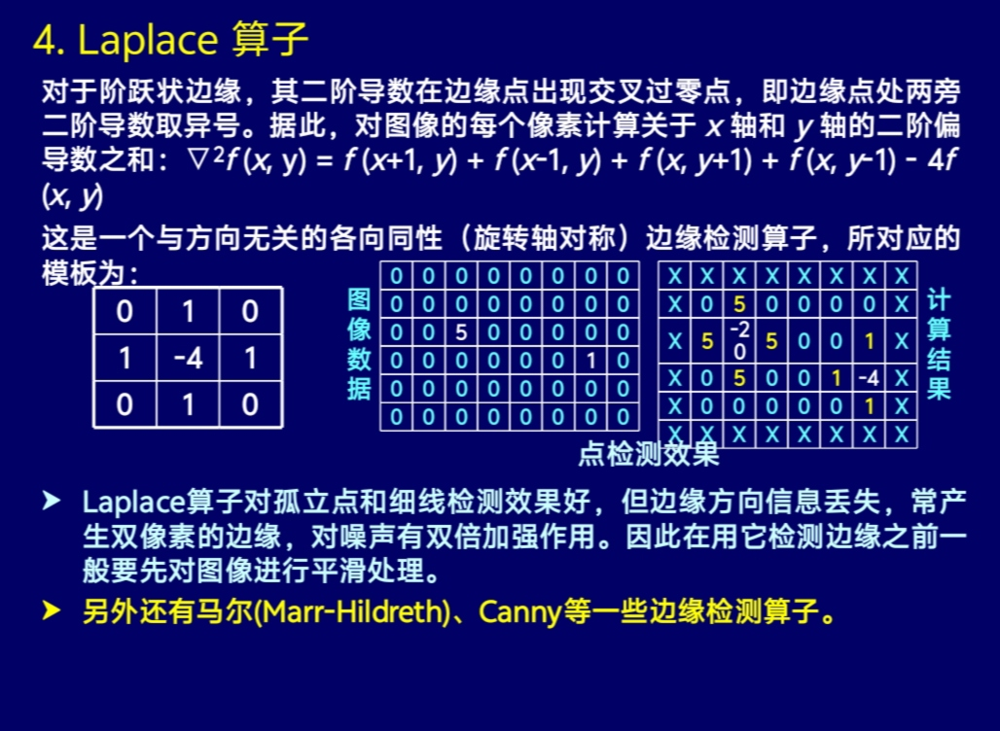 4. Laplace 算子
对于阶跃状边缘，其二阶导数在边缘点出现交叉过零点，即边缘点处两旁
二阶导数取异号。据此，对图像的每个像素计算关于 x 轴和 y 轴的二阶偏
导数之和：▽²f (x, y) = f (x+1, y) + f (x-1, y) + f (x, y+1) + f (x, y-1) - 4f
(x, y)
这是一个与方向无关的各向同性（旋转轴对称）边缘检测算子，所对应的
模板为：
0 1 0
1 -4 1
0 1 0
图像数据
0 0 0 0 0 0 0 0
0 0 0 0 0 0 0 0
0 0 5 0 0 0 0 0
0 0 0 0 0 0 1 0
0 0 0 0 0 0 0 0
0 0 0 0 0 0 0 0
X X X X X X X X
X 0 5 0 0 0 0 X
X 5 -20 5 0 0 1 X
X 0 5 0 0 1 -4 X
X 0 0 0 0 0 1 X
X X X X X X X X
计算结果
点检测效果
➤ Laplace算子对孤立点和细线检测效果好，但边缘方向信息丢失，常产
生双像素的边缘，对噪声有双倍加强作用。因此在用它检测边缘之前一
般要先对图像进行平滑处理。
➤ 另外还有马尔(Marr-Hildreth)、Canny等一些边缘检测算子。